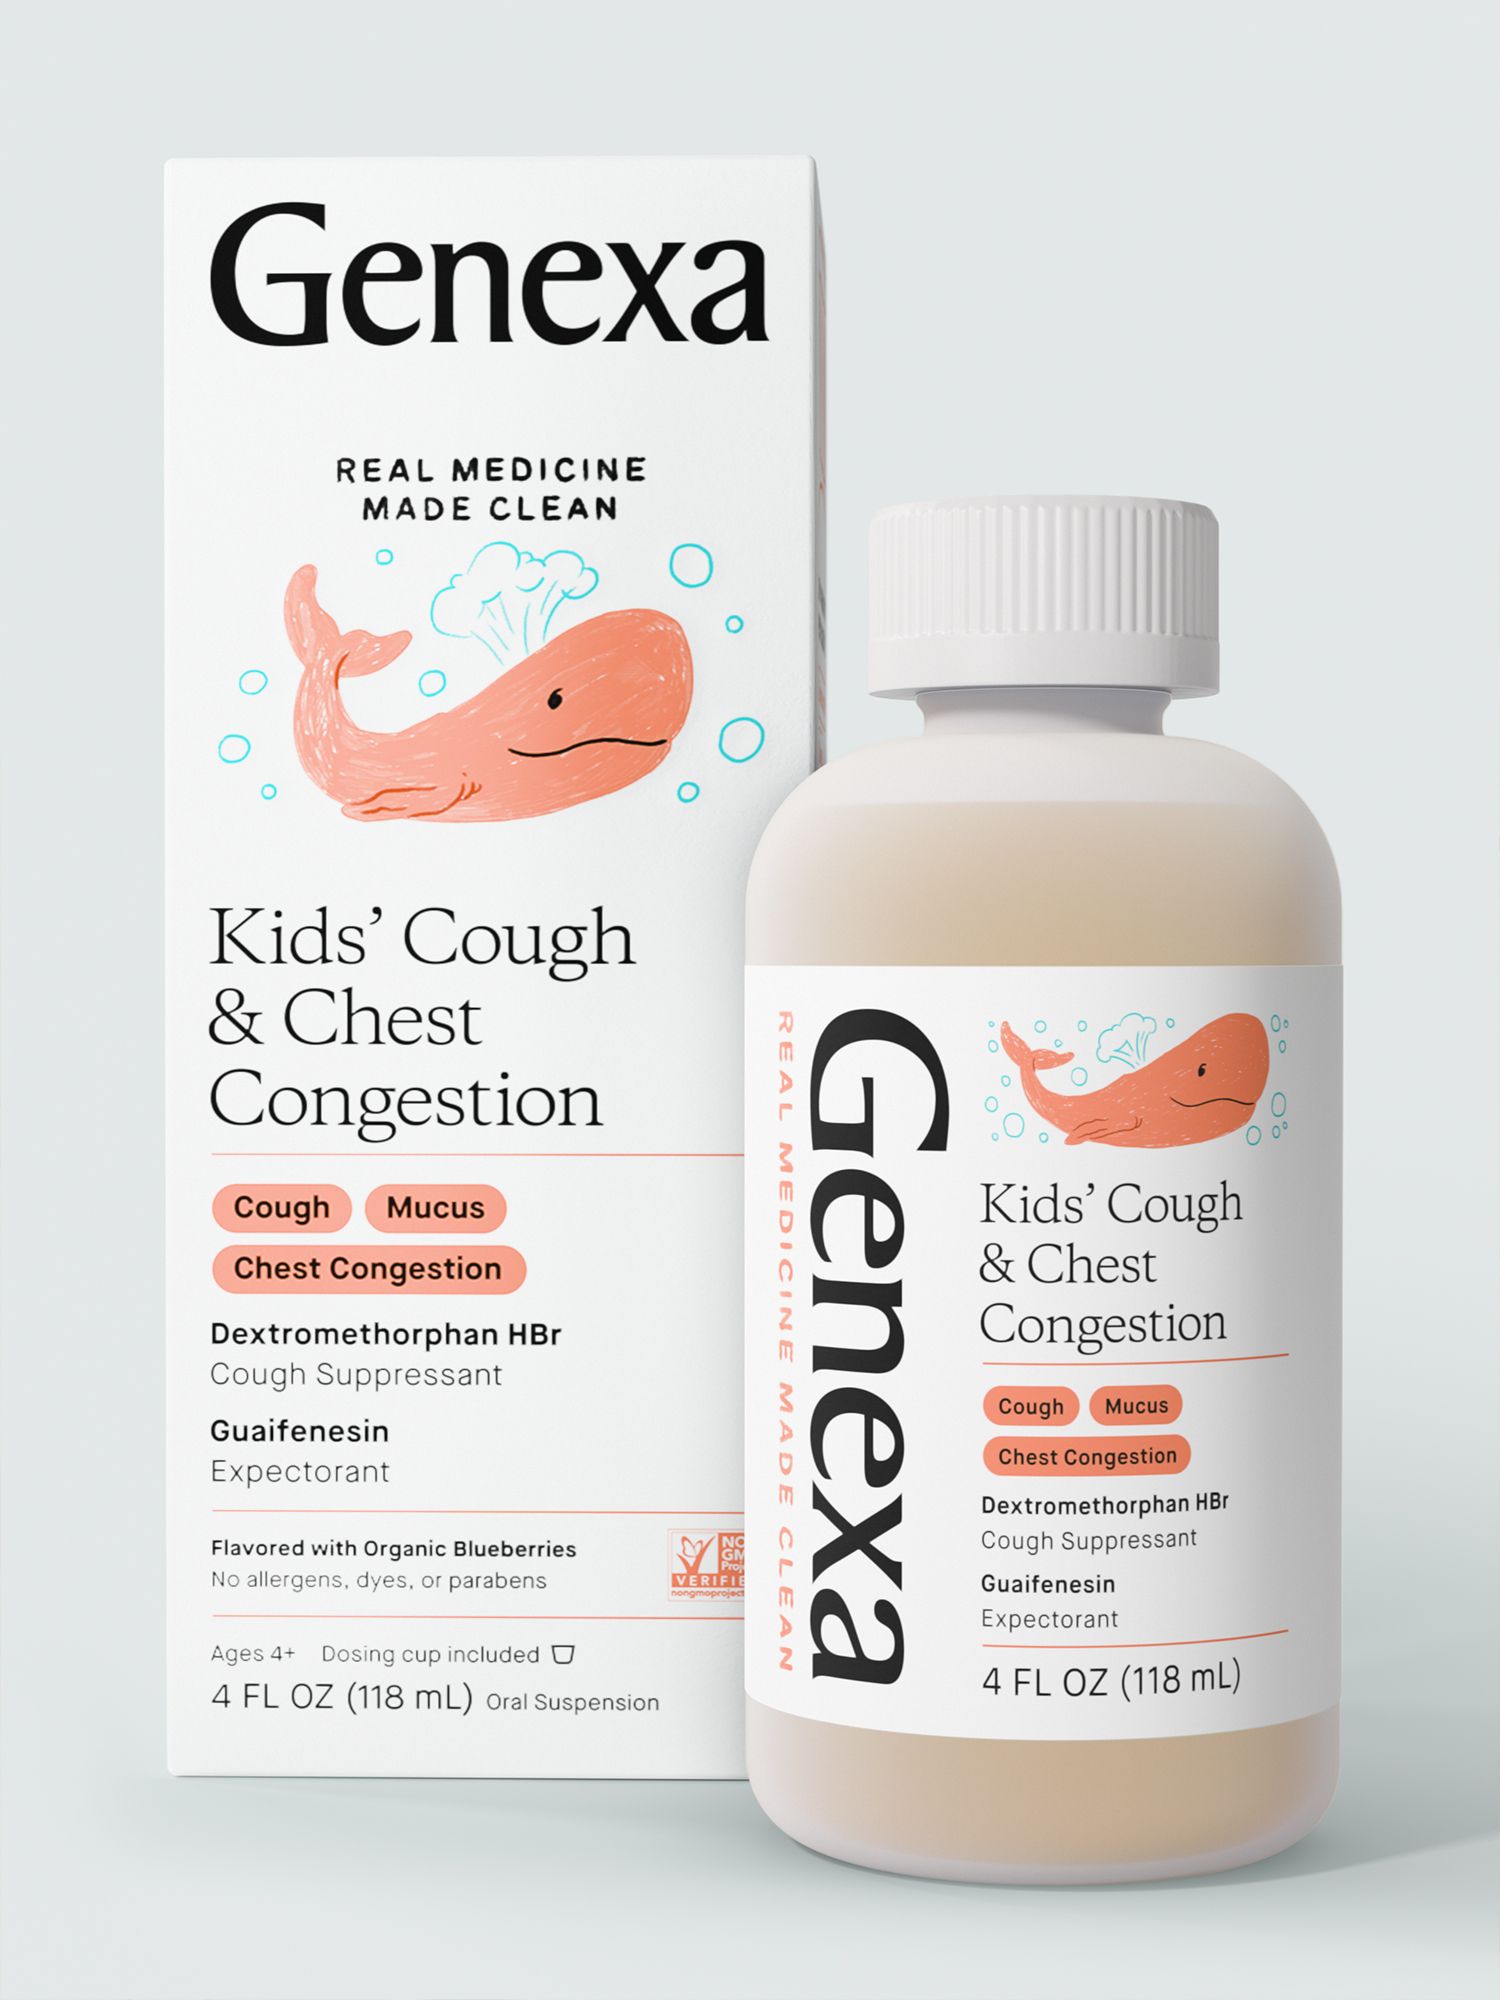 Genexa
REAL MEDICINE
MADE CLEAN
Kids’ Cough
& Chest
Congestion
Cough Mucus
Chest Congestion
Dextromethorphan HBr
Cough Suppressant
Guaifenesin
Expectorant
Flavored with Organic Blueberries
No allergens, dyes, or parabens
VERIFIE
Ages 4+ Dosing cup included
4 FL OZ (118 mL) Oral Suspension
REAL MEDICINE MADE CLEAN
Genexa
Kids’ Cough
& Chest
Congestion
Cough Mucus
Chest Congestion
Dextromethorphan HBr
Cough Suppressant
Guaifenesin
Expectorant
4 FL OZ (118 mL)